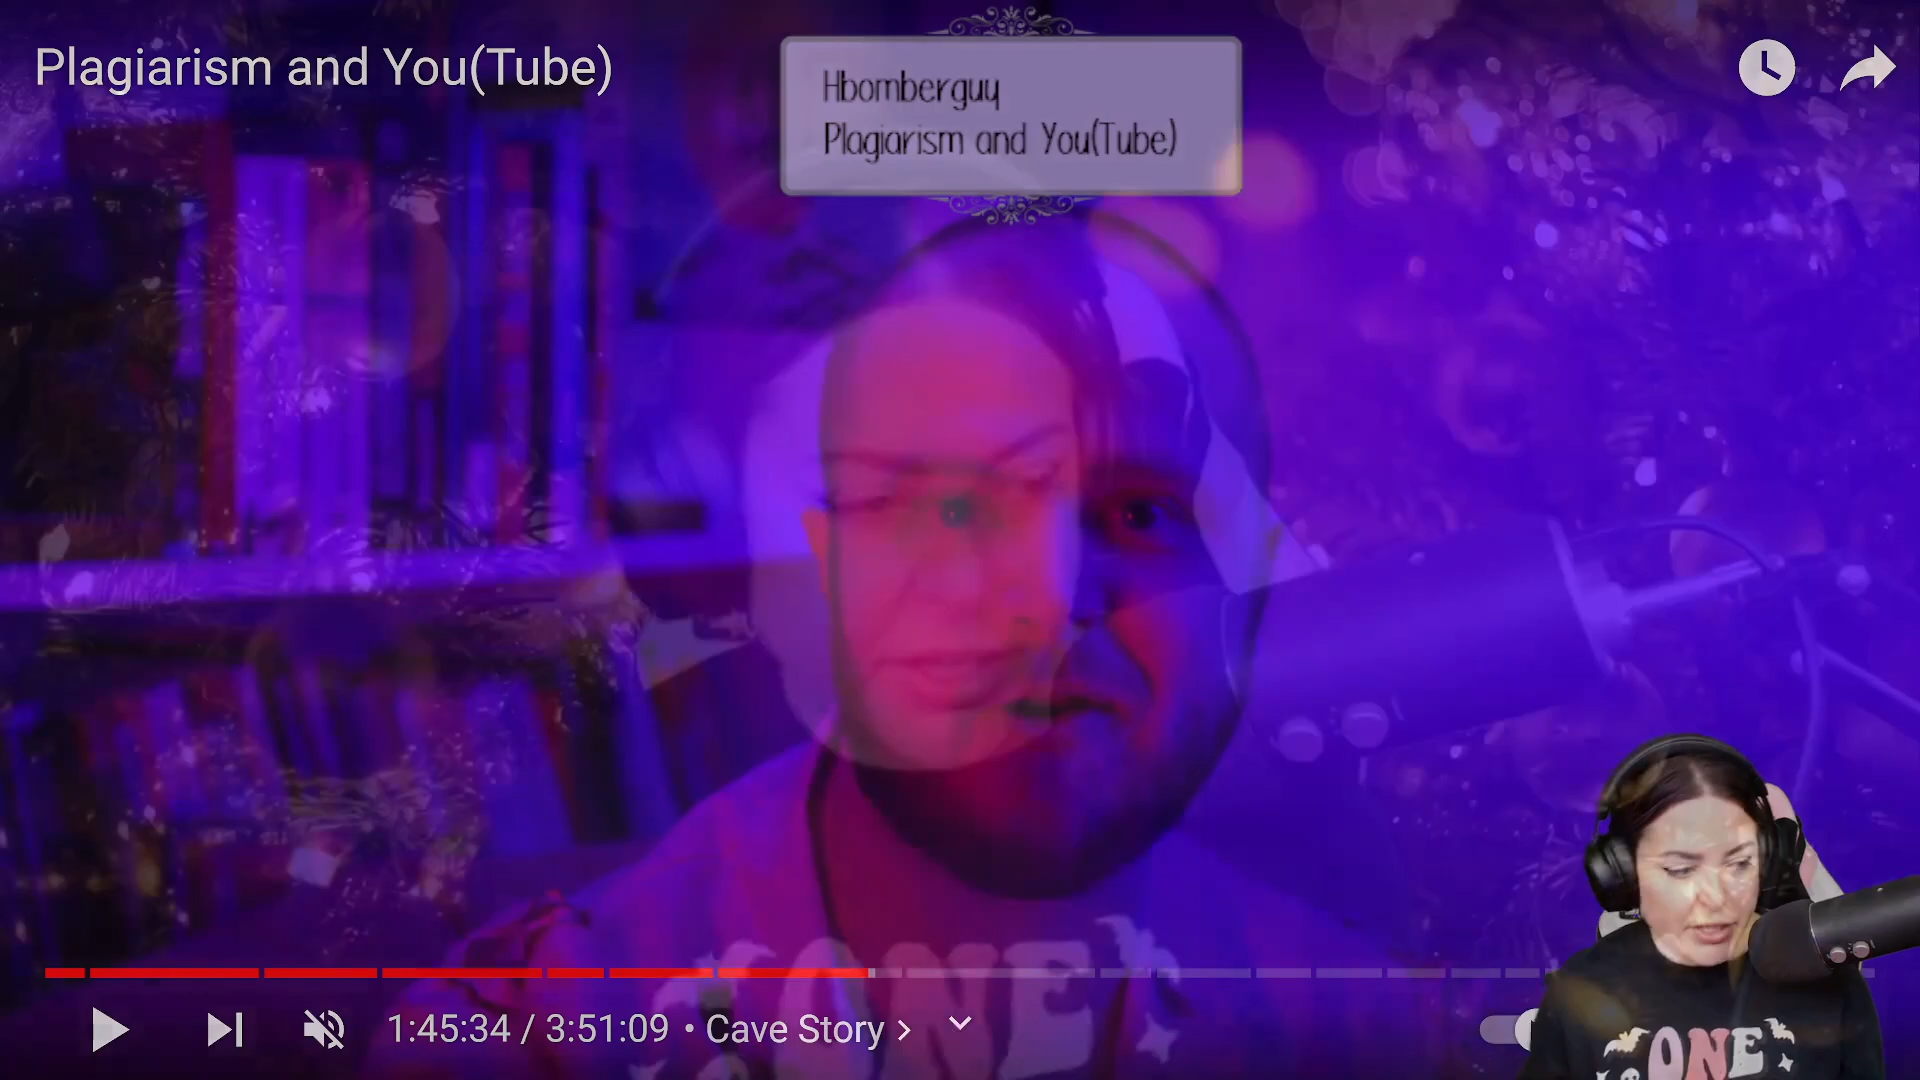 Plagiarism and You(Tube)
Hbomberguy
Plagiarism and You(Tube)
1:45:34 / 3:51:09 • Cave Story ›
ONE
ONE